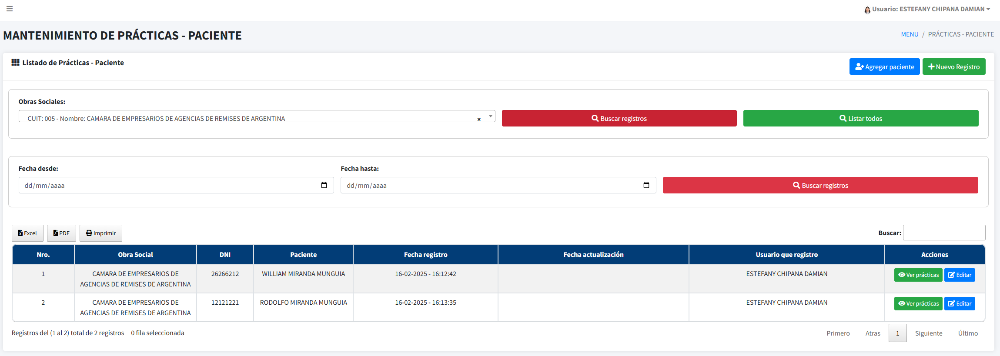 Usuario: ESTEFANY CHIPANA DAMIAN
MANTENIMIENTO DE PRÁCTICAS - PACIENTE
MENU / PRÁCTICAS - PACIENTE
Listado de Prácticas - Paciente
Agregar paciente
Nuevo Registro
Obras Sociales:
CUIT: 005 - Nombre: CAMARA DE EMPRESARIOS DE AGENCIAS DE REMISES DE ARGENTINA ×
Buscar registros
Listar todos
Fecha desde:
Fecha hasta:
dd/mm/aaaa
dd/mm/aaaa
Buscar registros
Excel
PDF
Imprimir
Buscar:
Nro. Obra Social DNI Paciente Fecha registro Fecha actualización Usuario que registro Acciones
1 CAMARA DE EMPRESARIOS DE 26266212 WILLIAM MIRANDA MUNGUIA 16-02-2025 - 16:12:42 ESTEFANY CHIPANA DAMIAN Ver prácticas Editar
AGENCIAS DE REMISES DE ARGENTINA
2 CAMARA DE EMPRESARIOS DE 12121221 RODOLFO MIRANDA MUNGUIA 16-02-2025 - 16:13:35 ESTEFANY CHIPANA DAMIAN Ver prácticas Editar
AGENCIAS DE REMISES DE ARGENTINA
Registros del (1 al 2) total de 2 registros 0 fila seleccionada
Primero Atras 1 Siguiente Último